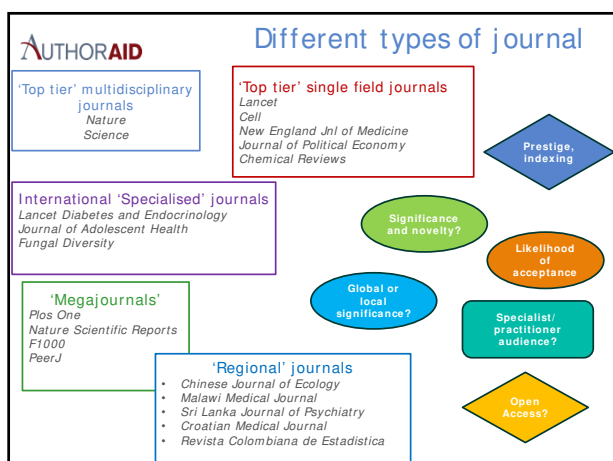 AUTHORAID
Different types of journal
‘Top tier’ multidisciplinary
journals
Nature
Science
‘Top tier’ single field journals
Lancet
Cell
New England Jnl of Medicine
Journal of Political Economy
Chemical Reviews
Prestige,
indexing
International ‘Specialised’ journals
Lancet Diabetes and Endocrinology
Journal of Adolescent Health
Fungal Diversity
Significance
and novelty?
Likelihood
of
acceptance
Global or
local
significance?
‘Megajournals’
Plos One
Nature Scientific Reports
F1000
PeerJ
Specialist/
practitioner
audience?
‘Regional’ journals
• Chinese Journal of Ecology
• Malawi Medical Journal
• Sri Lanka Journal of Psychiatry
• Croatian Medical Journal
• Revista Colombiana de Estadistica
Open
Access?